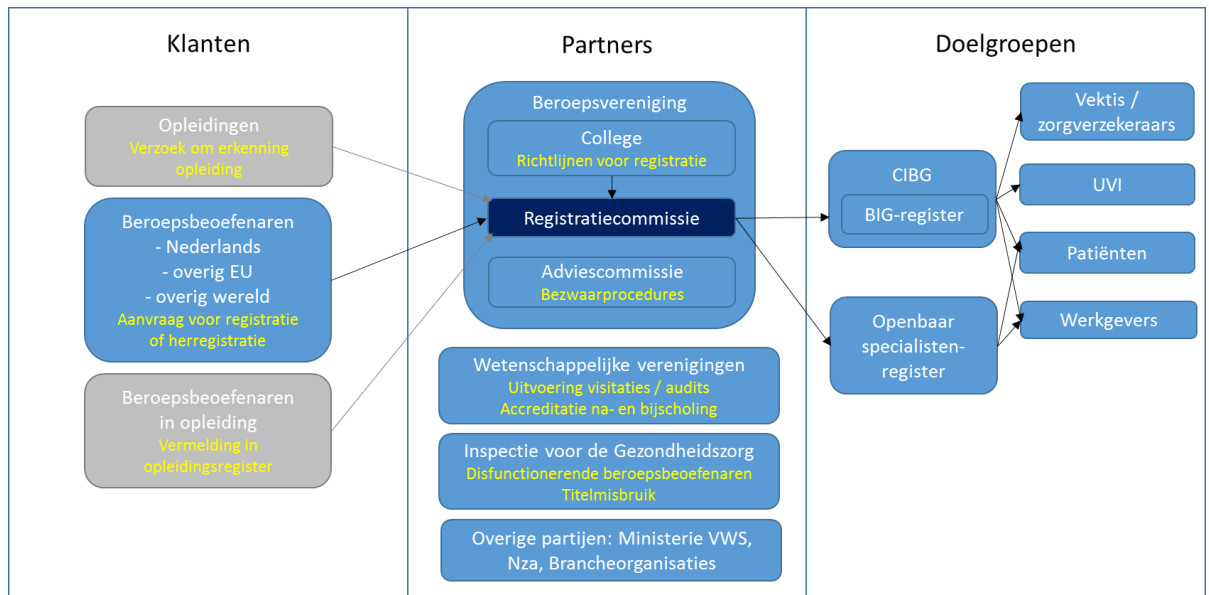 Klanten
Opleidingen
Verzoek om erkenning
opleiding
Beroepsbeoefenaren
- Nederlands
- overig EU
- overig wereld
Aanvraag voor registratie
of herregistratie
Beroepsbeoefenaren
in opleiding
Vermelding in
opleidingsregister
Partners
Beroepsvereniging
College
Richtlijnen voor registratie
Registratiecommissie
Adviescommissie
Bezwaarprocedures
Wetenschappelijke verenigingen
Uitvoering visitaties / audits
Accreditatie na- en bijscholing
Inspectie voor de Gezondheidszorg
Disfunctionerende beroepsbeoefenaren
Titelmisbruik
Overige partijen: Ministerie VWS,
Nza, Brancheorganisaties
Doelgroepen
CIBG
BIG-register
Openbaar
specialisten-
register
Vektis /
zorgverzekeraars
UVI
Patiënten
Werkgevers